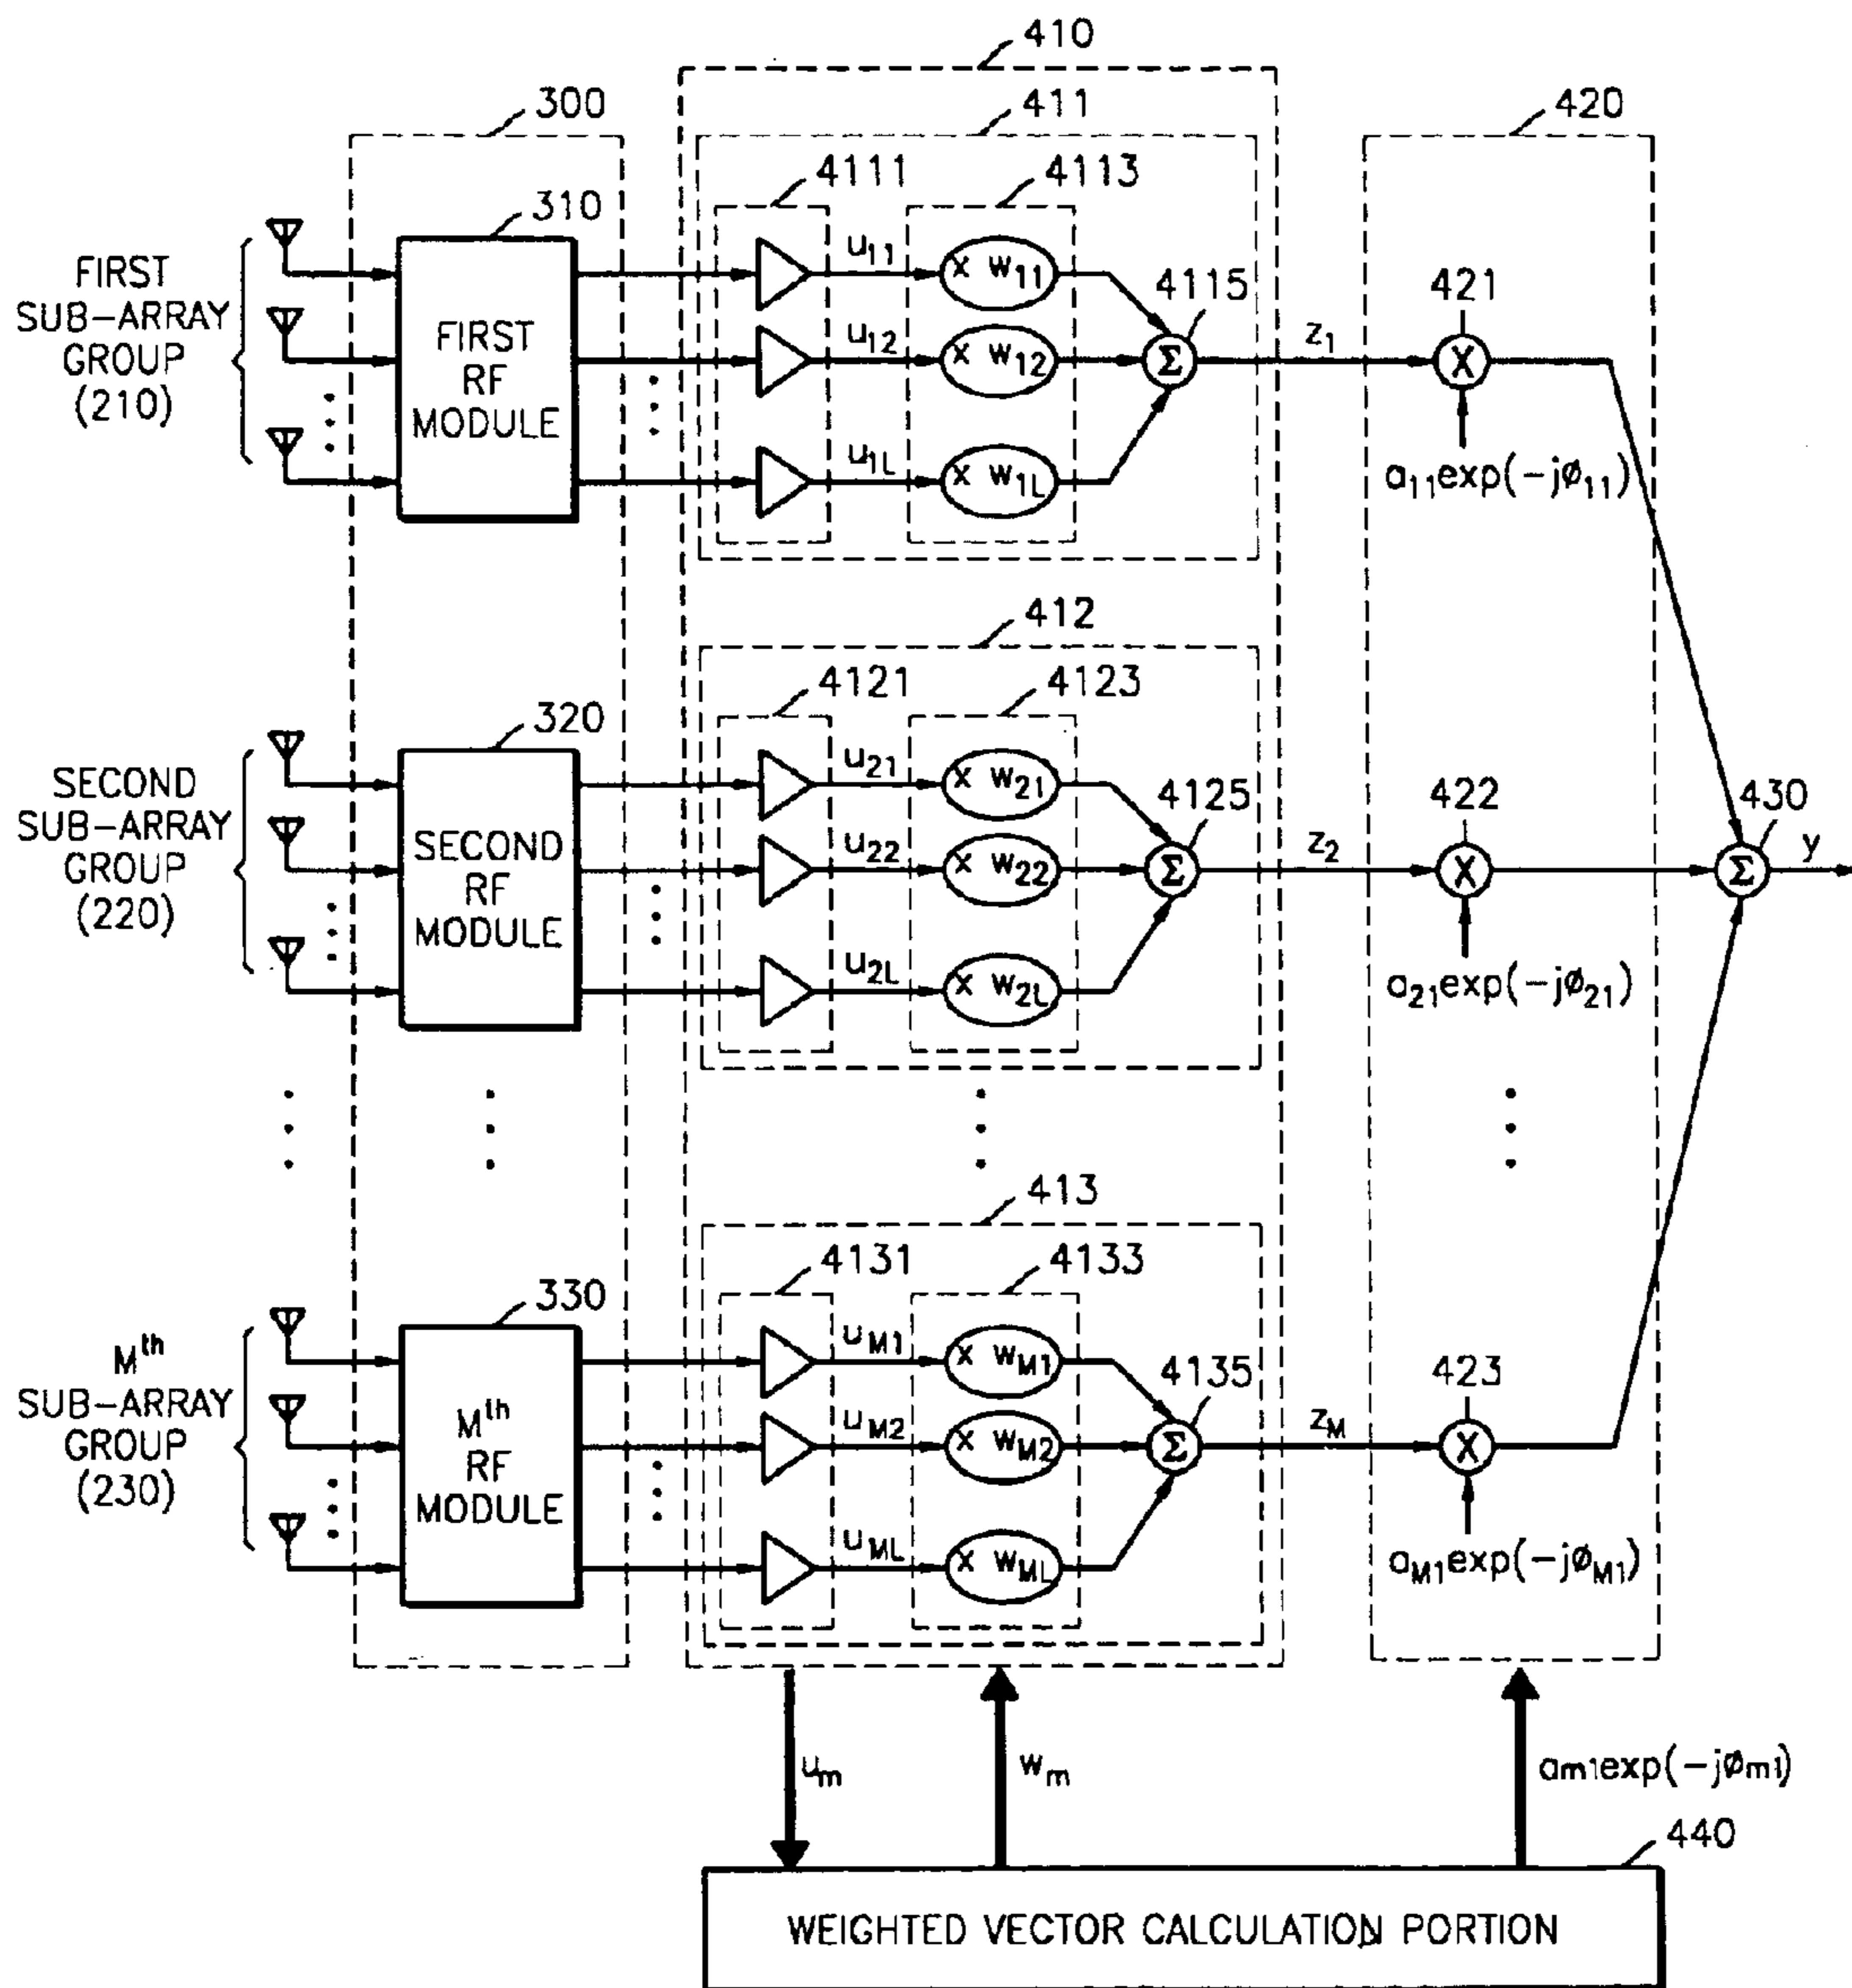 410
300
411
420
4111
4113
310
FIRST
SUB-ARRAY
GROUP
(210)
FIRST
RF
MODULE
u11
u12
u1L
x w11
x w12
x w1L
4115
Σ
z1
421
X
a11exp(-jø11)
412
4121
4123
320
SECOND
SUB-ARRAY
GROUP
(220)
SECOND
RF
MODULE
u21
u22
u2L
x w21
x w22
x w2L
4125
Σ
z2
422
X
a21exp(-jø21)
430
Σ
y
413
4131
4133
330
Mth
SUB-ARRAY
GROUP
(230)
Mth
RF
MODULE
uM1
uM2
uML
x wM1
x wM2
x wML
4135
Σ
zM
423
X
aM1exp(-jøM1)
um
wm
am1exp(-jøm1)
440
WEIGHTED VECTOR CALCULATION PORTION